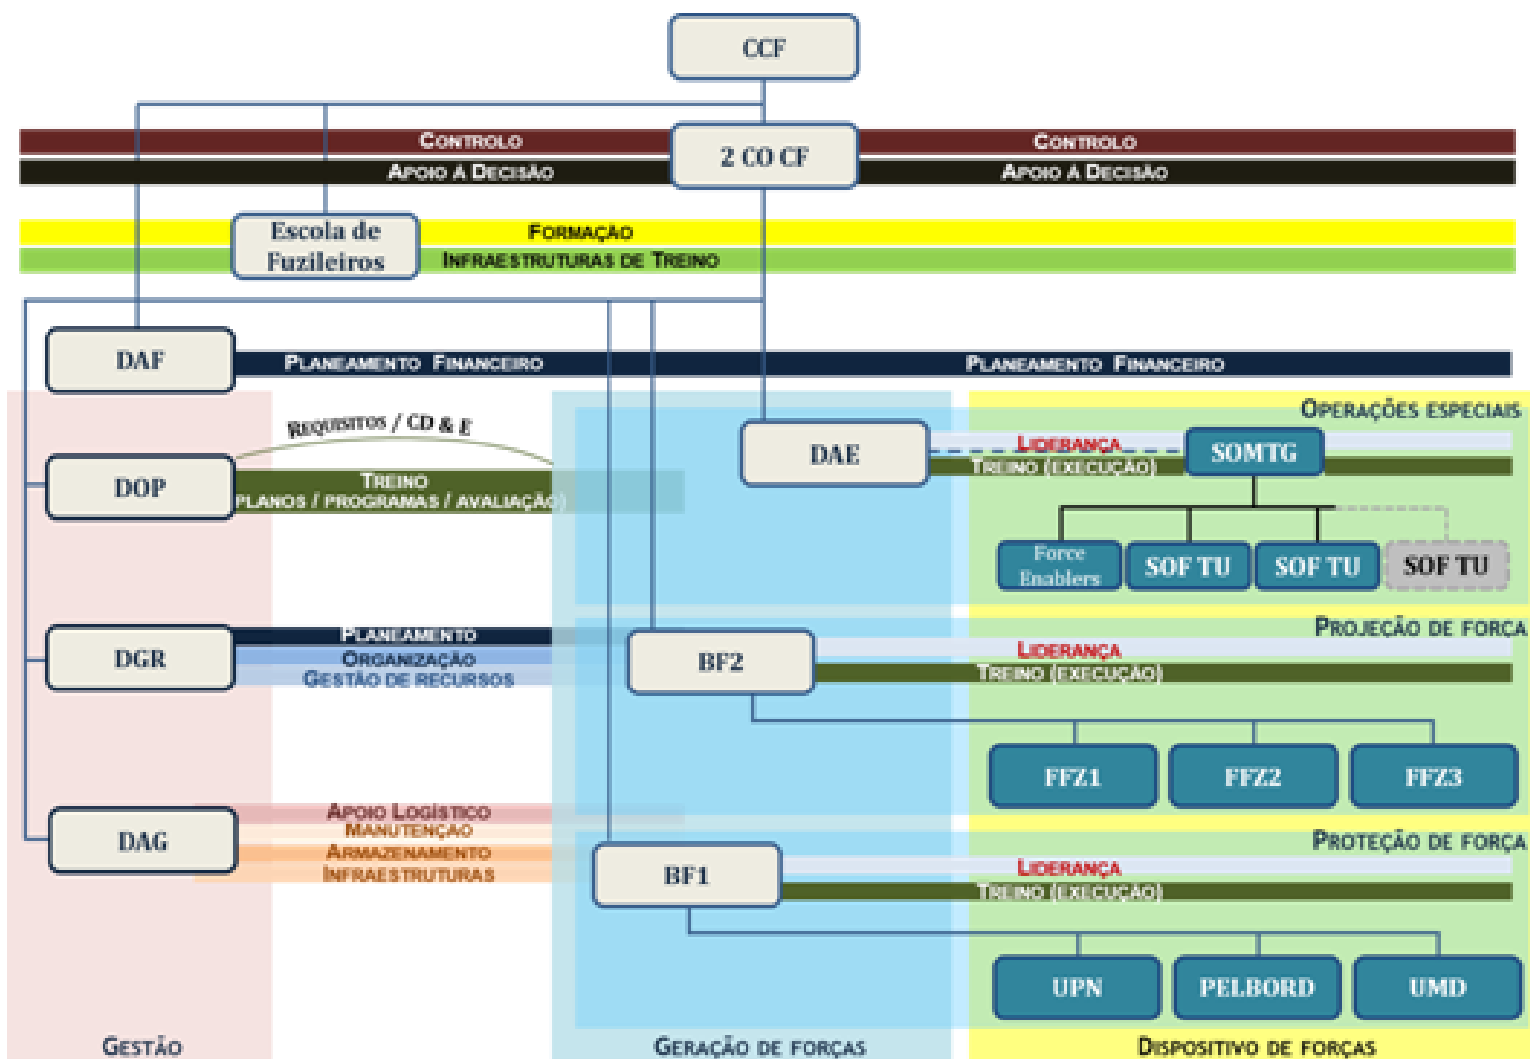 CCF
CONTROLO
2 CO CF
CONTROLO
APOIO À DECISÃO
APOIO À DECISÃO
Escola de
Fuzileiros
FORMAÇÃO
INFRAESTRUTURAS DE TREINO
DAF
PLANEAMENTO FINANCEIRO
PLANEAMENTO FINANCEIRO
OPERAÇÕES ESPECIAIS
REQUISITOS / CD & E
DOP
TREINO
PLANOS / PROGRAMAS / AVALIAÇÃO)
DAE
LIDERANÇA
TREINO (EXECUÇÃO)
SOMTG
Force
Enablers
SOF TU
SOF TU
SOF TU
PROJEÇÃO DE FORÇA
DGR
PLANEAMENTO
ORGANIZAÇÃO
GESTÃO DE RECURSOS
BF2
LIDERANÇA
TREINO (EXECUÇÃO)
FFZ1
FFZ2
FFZ3
DAG
APOIO LOGÍSTICO
MANUTENÇÃO
ARMAZENAMENTO
INFRAESTRUTURAS
PROTEÇÃO DE FORÇA
BF1
LIDERANÇA
TREINO (EXECUÇÃO)
UPN
PELBORD
UMD
GESTÃO
GERAÇÃO DE FORÇAS
DISPOSITIVO DE FORÇAS